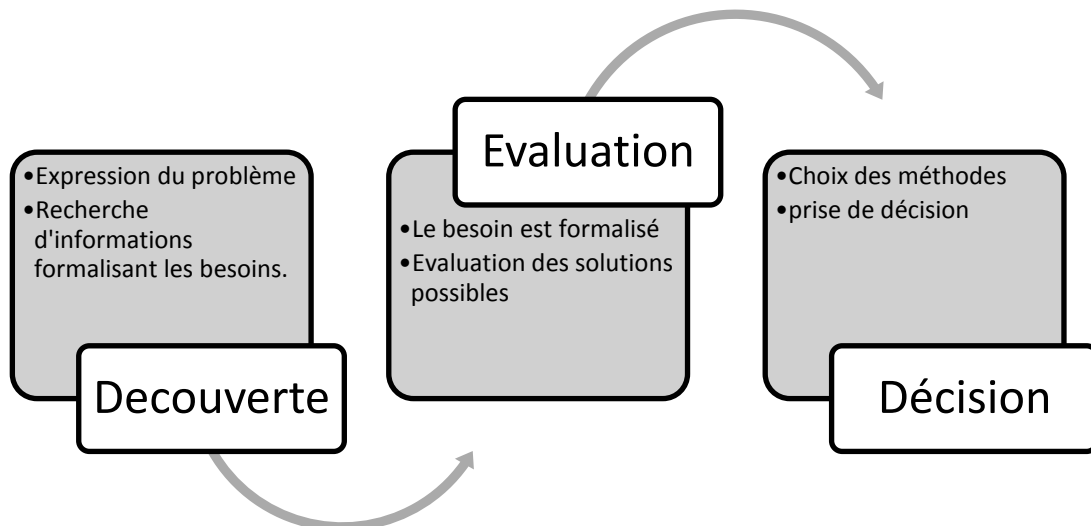 •Expression du problème
•Recherche
d'informations
formalisant les besoins.
Decouverte
Evaluation
•Le besoin est formalisé
•Evaluation des solutions
possibles
•Choix des méthodes
•prise de décision
Décision